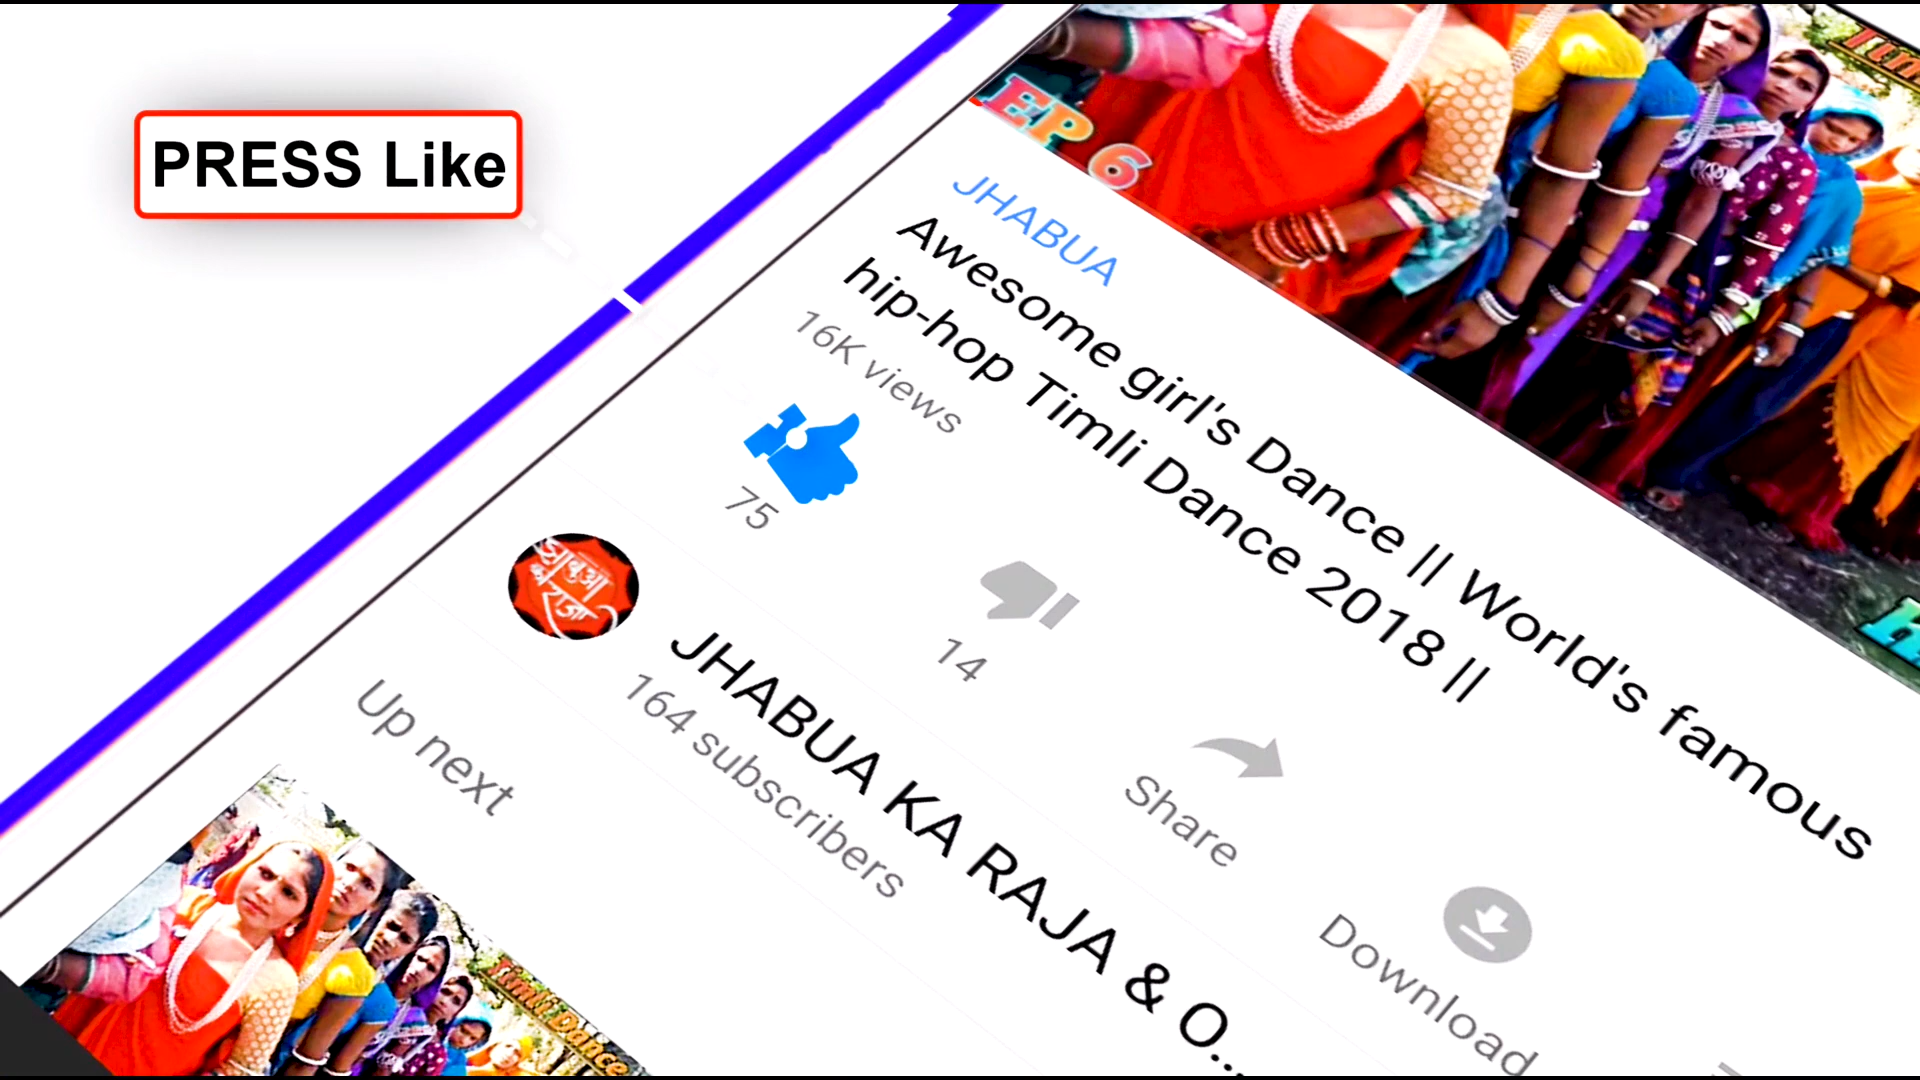 PRESS Like
EP 6
JHABUA
Awesome girl's Dance || World's famous
hip-hop Timli Dance 2018 ||
16K views
75
14
Share
Download
झाबुआ
का
राजा
JHABUA KA RAJA & O...
164 subscribers
Up next
Timli Dance